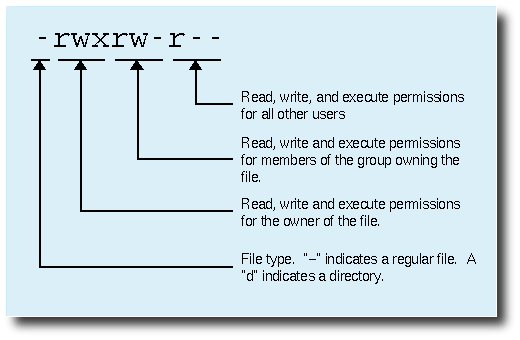 -rwxrw-r--
Read, write, and execute permissions
for all other users
Read, write and execute permissions
for members of the group owning the
file.
Read, write and execute permissions
for the owner of the file.
File type. "–" indicates a regular file. A
"d" indicates a directory.